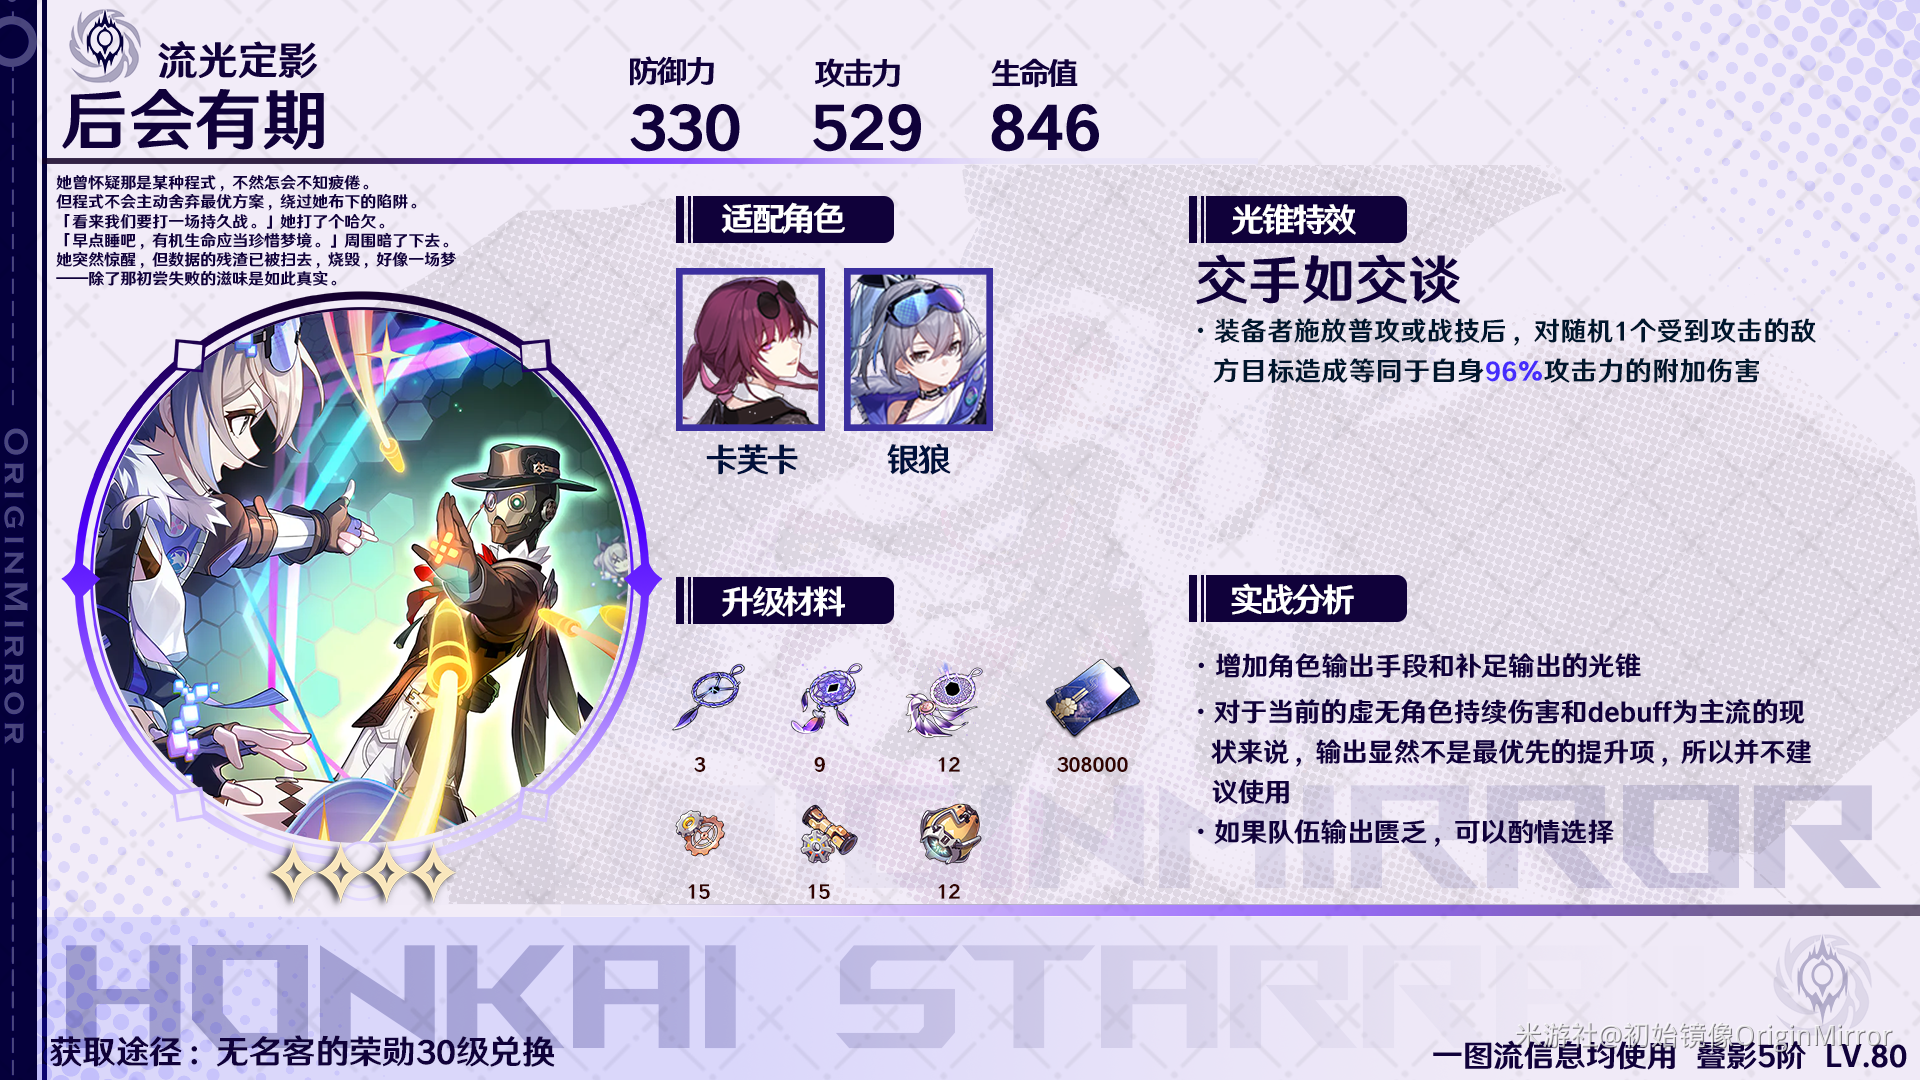 流光定影
后会有期
防御力
330
攻击力
529
生命值
846
她曾怀疑那是某种程式，不然怎会不知疲倦。
但程式不会主动舍弃最优方案，绕过她布下的陷阱。
「看来我们要打一场持久战。」她打了个哈欠。
「早点睡吧，有机生命应当珍惜梦境。」周围暗了下去。
她突然惊醒，但数据的残渣已被扫去，烧毁，好像一场梦
——除了那初尝失败的滋味是如此真实。
适配角色
卡芙卡
银狼
光锥特效
交手如交谈
· 装备者施放普攻或战技后，对随机1个受到攻击的敌
方目标造成等同于自身96%攻击力的附加伤害
升级材料
3
9
12
308000
15
15
12
实战分析
· 增加角色输出手段和补足输出的光锥
· 对于当前的虚无角色持续伤害和debuff为主流的现
状来说，输出显然不是最优先的提升项，所以并不建
议使用
· 如果队伍输出匮乏，可以酌情选择
ORIGINMIRROR
HONKAI STARRAIL
获取途径：无名客的荣勋30级兑换
米游社@初始镜像OriginMirror
一图流信息均使用 叠影5阶 LV.80